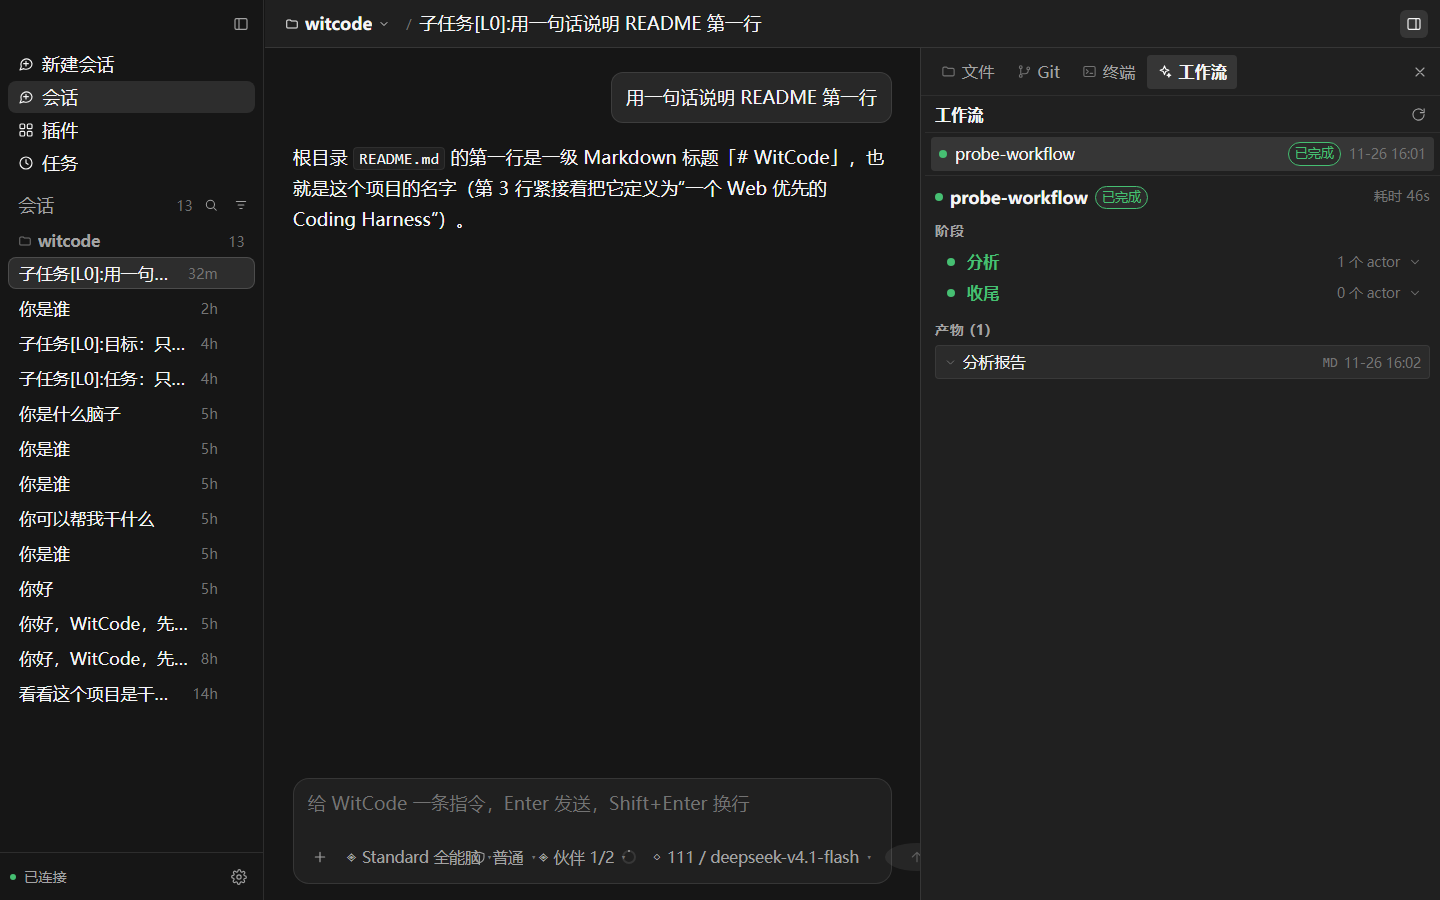 witcode / 子任务[L0]:用一句话说明 README 第一行
新建会话
会话
插件
任务
会话 13
witcode 13
子任务[L0]:用一句... 32m
你是谁 2h
子任务[L0]:目标：只... 4h
子任务[L0]:任务：只... 4h
你是什么脑子 5h
你是谁 5h
你是谁 5h
你可以帮我干什么 5h
你是谁 5h
你好 5h
你好，WitCode，先... 5h
你好，WitCode，先... 8h
看看这个项目是干... 14h
已连接
用一句话说明 README 第一行
根目录 README.md 的第一行是一级 Markdown 标题「# WitCode」，也
就是这个项目的名字（第 3 行紧接着把它定义为“一个 Web 优先的
Coding Harness”）。
给 WitCode 一条指令，Enter 发送，Shift+Enter 换行
Standard 全能脑 · 普通 · 伙伴 1/2 · 111 / deepseek-v4.1-flash ·
文件 Git 终端 工作流
工作流
probe-workflow 已完成 11-26 16:01
probe-workflow 已完成 耗时 46s
阶段
分析 1 个 actor
收尾 0 个 actor
产物 (1)
分析报告 MD 11-26 16:02